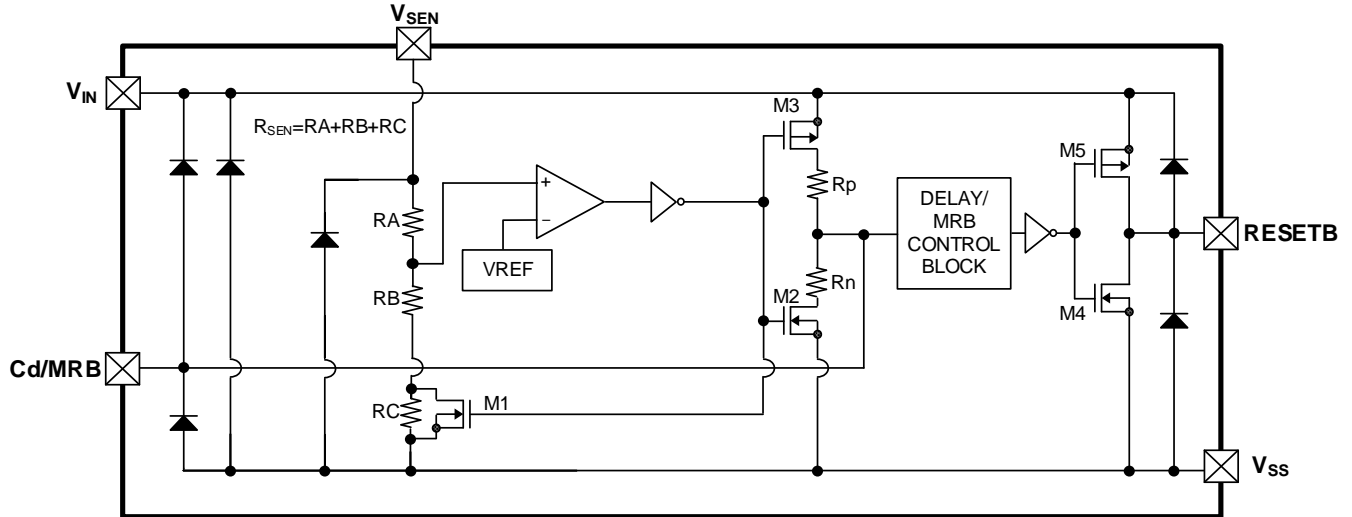 VSEN
VIN
RSEN=RA+RB+RC
M3
M5
RA
+
−
Rp
DELAY/
MRB
CONTROL
BLOCK
RESETB
VREF
RB
Rn
M2
M4
Cd/MRB
RC
M1
VSS